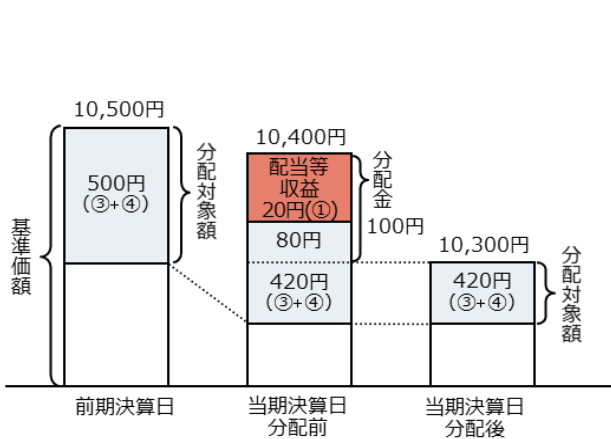 10,500円
500円
(③+④)
分配対象額
基準価額
10,400円
配当等
収益
20円(①)
80円
420円
(③+④)
分配金
100円
10,300円
420円
(③+④)
分配対象額
前期決算日
当期決算日
分配前
当期決算日
分配後